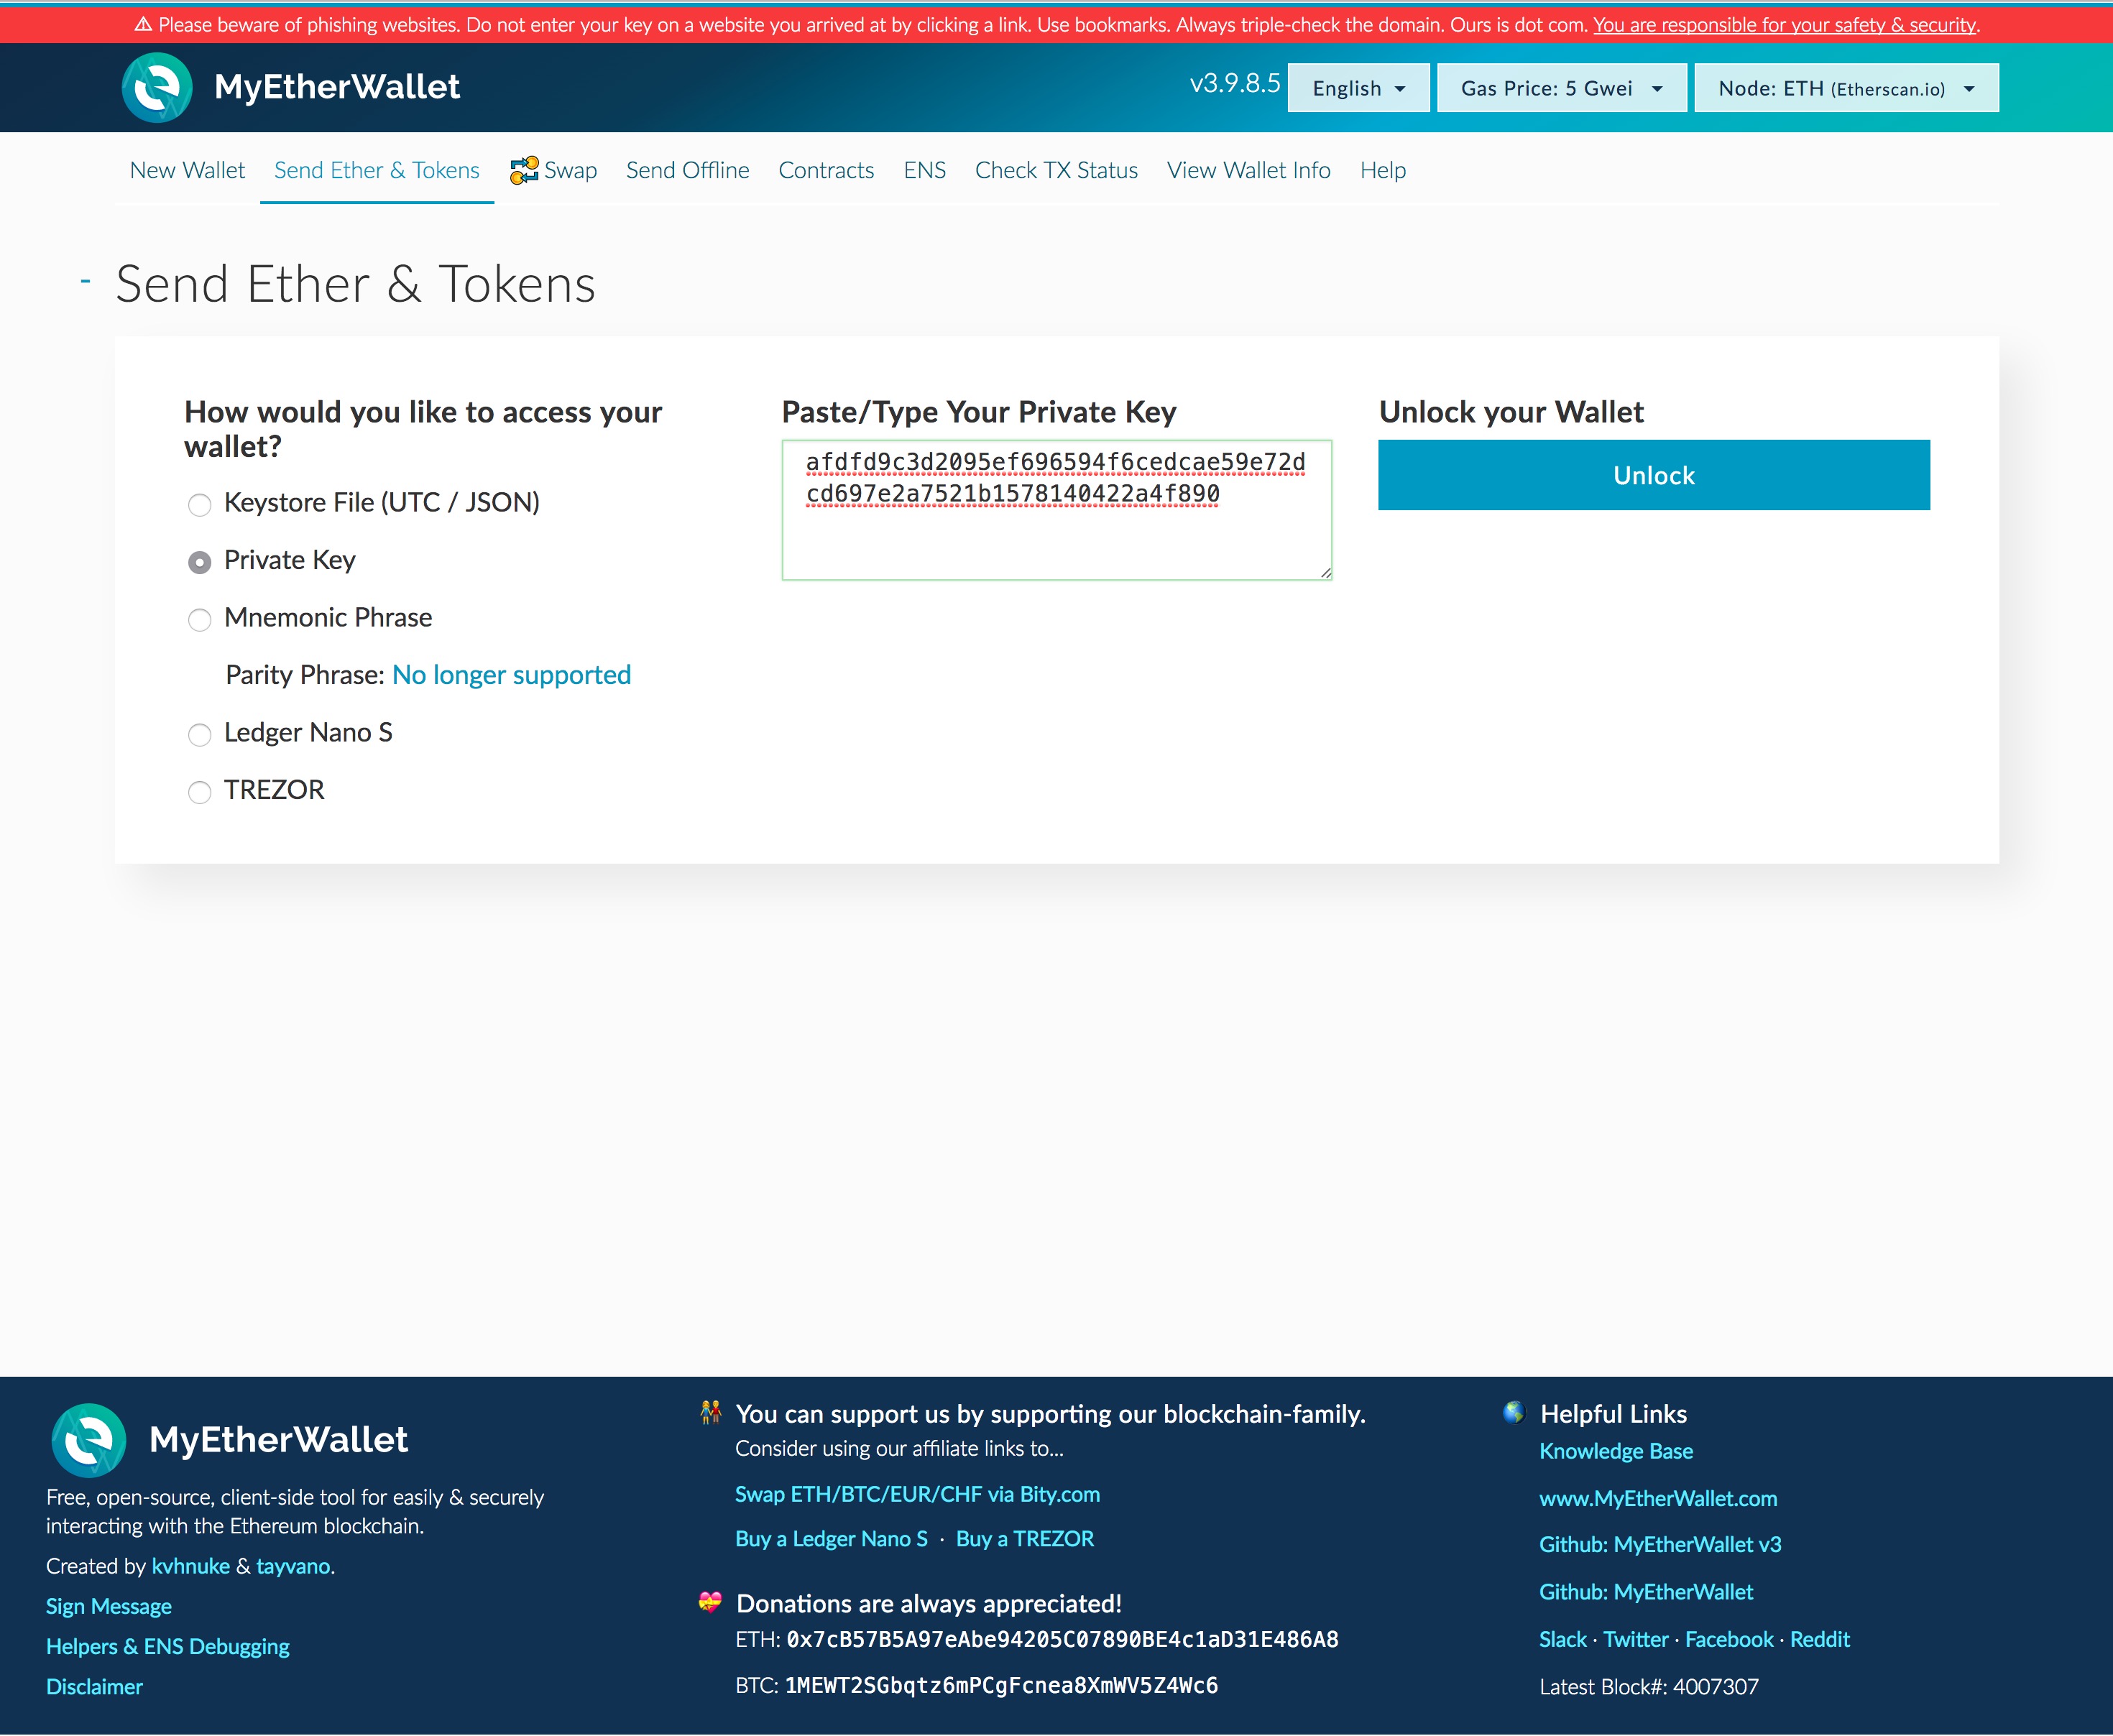 ⚠ Please beware of phishing websites. Do not enter your key on a website you arrived at by clicking a link. Use bookmarks. Always triple-check the domain. Ours is dot com. You are responsible for your safety & security.
MyEtherWallet
v3.9.8.5 English Gas Price: 5 Gwei Node: ETH (Etherscan.io)
New Wallet Send Ether & Tokens Swap Send Offline Contracts ENS Check TX Status View Wallet Info Help
- Send Ether & Tokens
How would you like to access your
wallet?
Keystore File (UTC / JSON)
Private Key
Mnemonic Phrase
Parity Phrase: No longer supported
Ledger Nano S
TREZOR
Paste/Type Your Private Key
afdfd9c3d2095ef696594f6cedcae59e72d
cd697e2a7521b1578140422a4f890
Unlock your Wallet
Unlock
MyEtherWallet
Free, open-source, client-side tool for easily & securely
interacting with the Ethereum blockchain.
Created by kvhnuke & tayvano.
Sign Message
Helpers & ENS Debugging
Disclaimer
You can support us by supporting our blockchain-family.
Consider using our affiliate links to...
Swap ETH/BTC/EUR/CHF via Bity.com
Buy a Ledger Nano S · Buy a TREZOR
Donations are always appreciated!
ETH: 0x7cB57B5A97eAbe94205C07890BE4c1aD31E486A8
BTC: 1MEWT2SGbqtz6mPCgFcnea8XmWV5Z4Wc6
Helpful Links
Knowledge Base
www.MyEtherWallet.com
Github: MyEtherWallet v3
Github: MyEtherWallet
Slack · Twitter · Facebook · Reddit
Latest Block#: 4007307